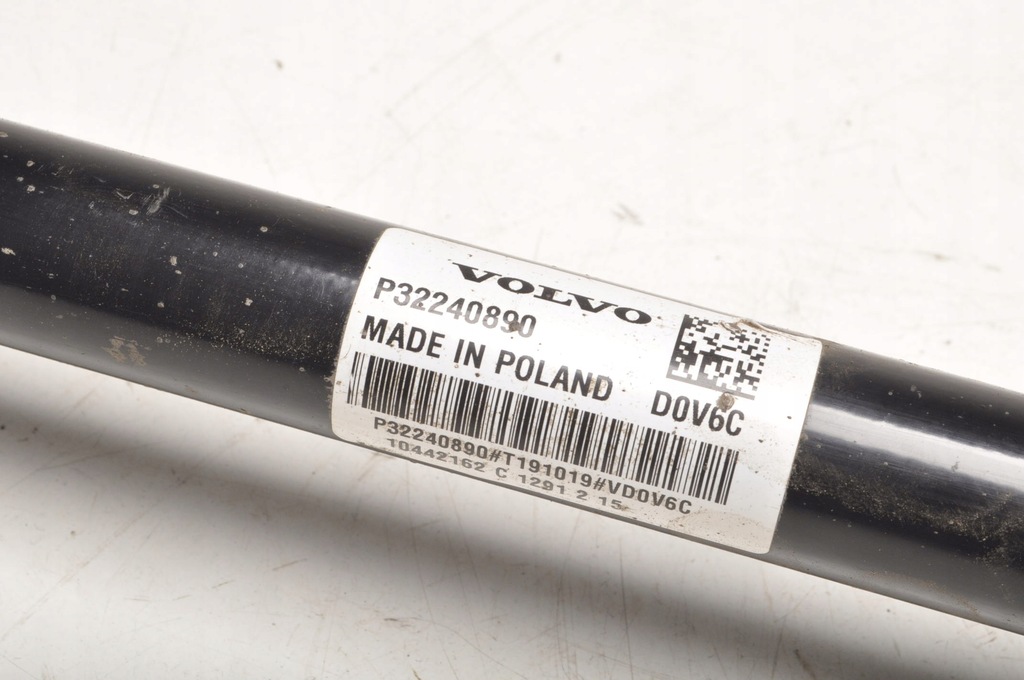 VOLVO
P32240890
MADE IN POLAND
D0V6C
P32240890#T191019#VD0V6C
10442162 C 1291 2 15